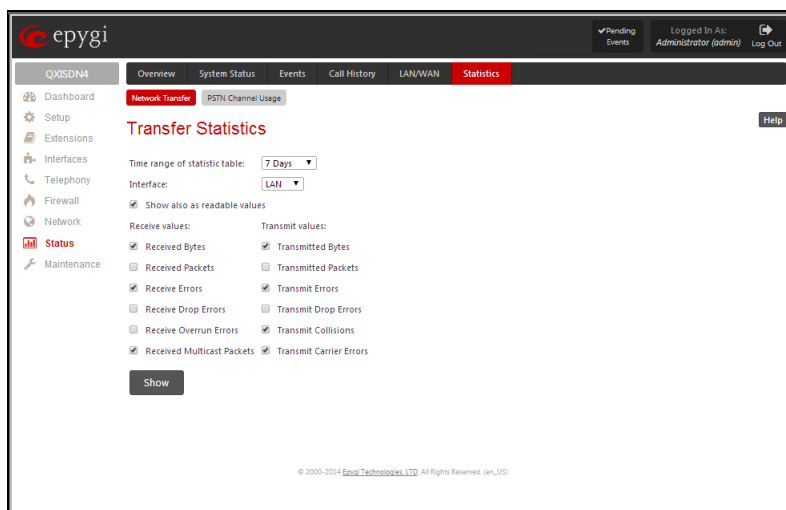 epygi
Pending Events
Logged In As:
Administrator (admin)
Log Out
QXISDN4
Overview
System Status
Events
Call History
LAN/WAN
Statistics
Dashboard
Setup
Extensions
Interfaces
Telephony
Firewall
Network
Status
Maintenance
Network Transfer
PSTN Channel Usage
Help
Transfer Statistics
Time range of statistic table: 7 Days
Interface: LAN
Show also as readable values
Receive values: Transmit values:
Received Bytes Transmitted Bytes
Received Packets Transmitted Packets
Receive Errors Transmit Errors
Receive Drop Errors Transmit Drop Errors
Receive Overrun Errors Transmit Collisions
Received Multicast Packets Transmit Carrier Errors
Show
© 2000-2014 Epygi Technologies, LTD. All Rights Reserved. (en_US)